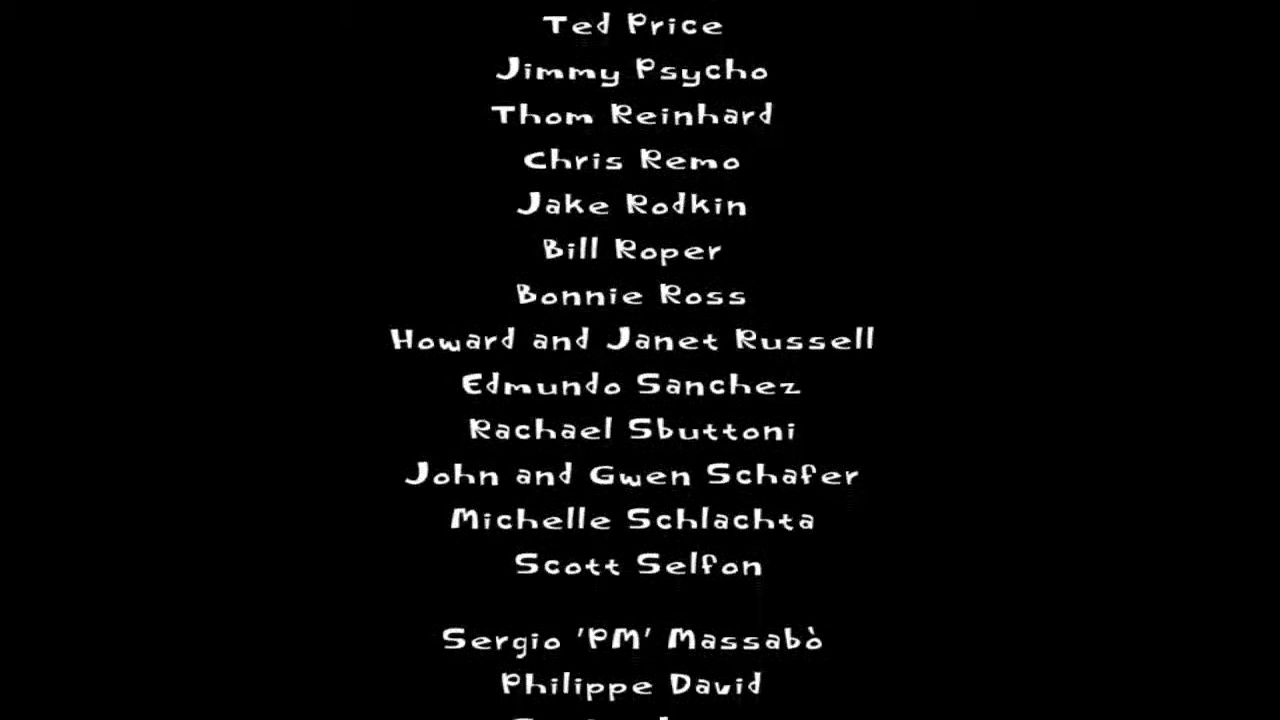 Ted Price
Jimmy Psycho
Thom Reinhard
Chris Remo
Jake Rodkin
Bill Roper
Bonnie Ross
Howard and Janet Russell
Edmundo Sanchez
Rachael Sbuttoni
John and Gwen Schafer
Michelle Schlachta
Scott Selfon
Sergio 'PM' Massabò
Philippe David